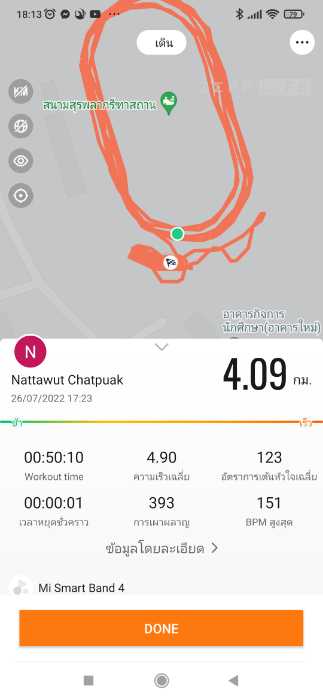 18:13
79
เดิน
สนามสุรพลากรีฑาสถาน
อาคารกิจการ
นักศึกษา(อาคารใหม่)
N
Nattawut Chatpuak
26/07/2022 17:23
4.09 กม.
ช้า
เร็ว
00:50:10
4.90
123
Workout time
ความเร็วเฉลี่ย
อัตราการเต้นหัวใจเฉลี่ย
00:00:01
393
151
เวลาหยุดชั่วคราว
การเผาผลาญ
BPM สูงสุด
ข้อมูลโดยละเอียด
Mi Smart Band 4
DONE